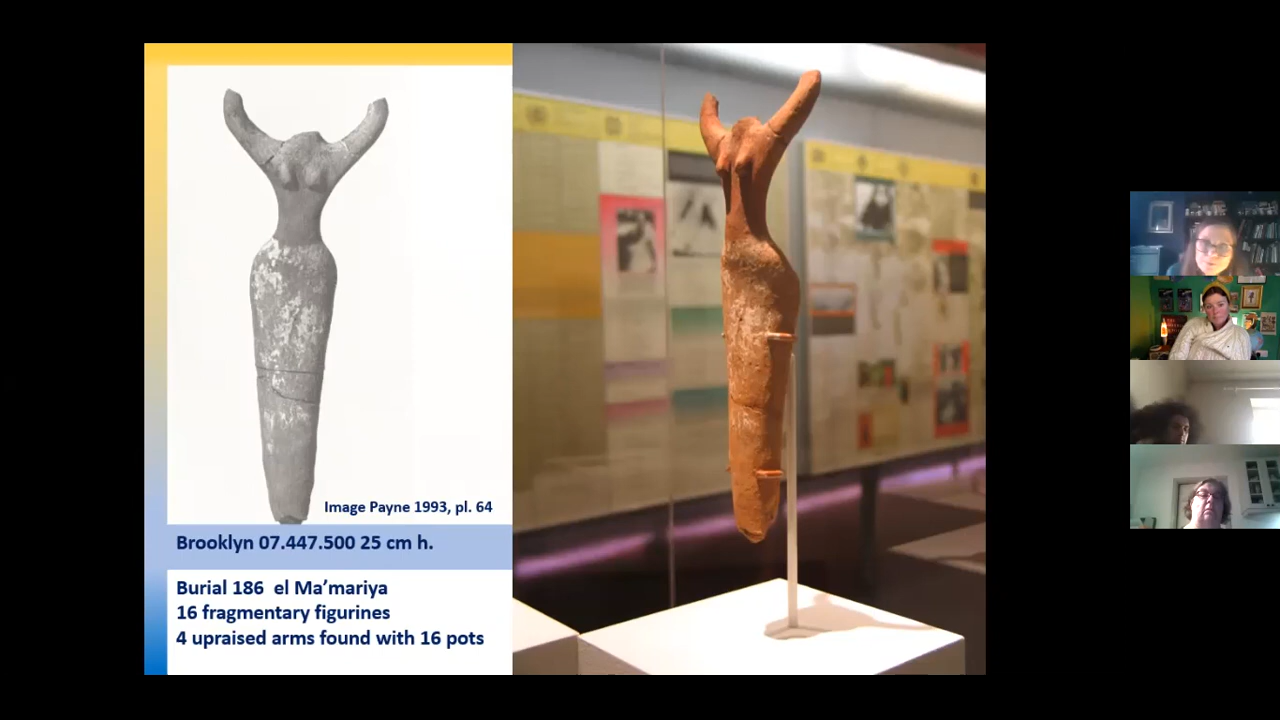 Image Payne 1993, pl. 64
Brooklyn 07.447.500 25 cm h.
Burial 186 el Ma’mariya
16 fragmentary figurines
4 upraised arms found with 16 pots